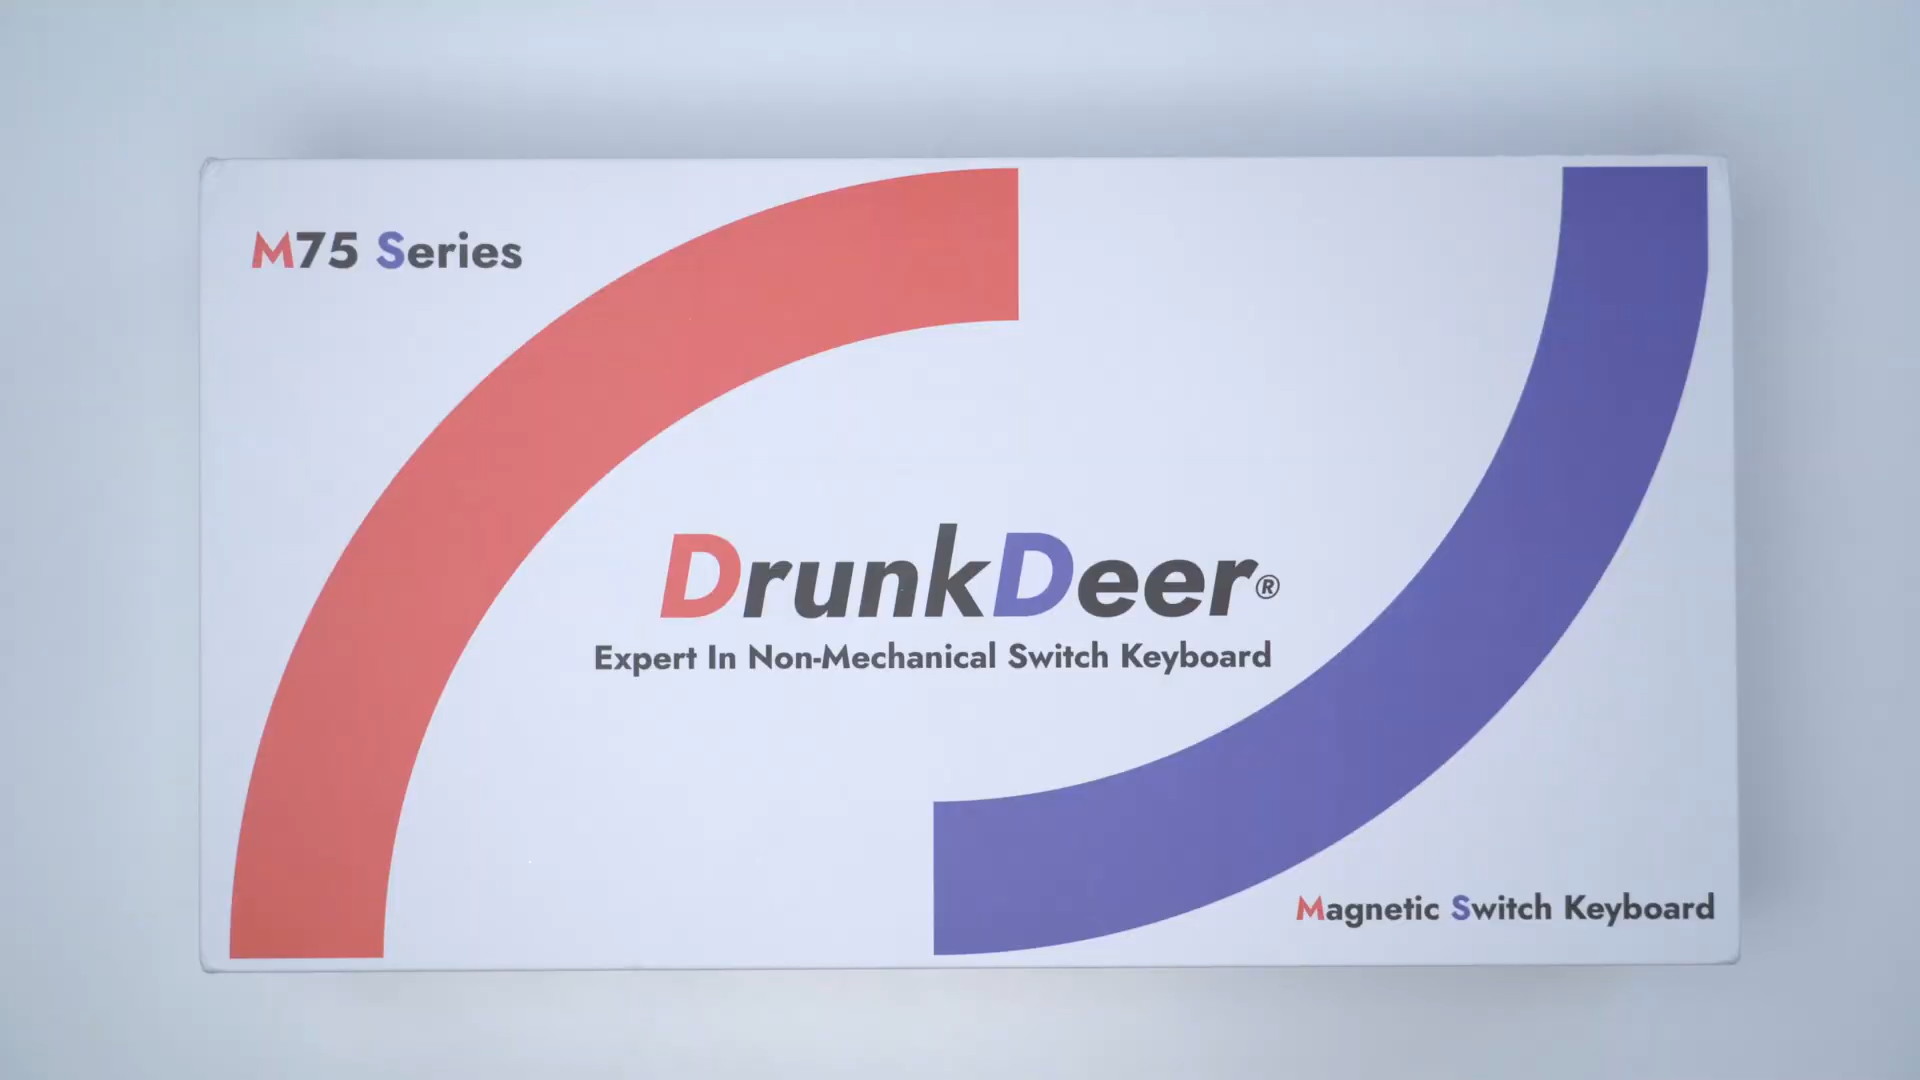 M75 Series
DrunkDeer®
Expert In Non-Mechanical Switch Keyboard
Magnetic Switch Keyboard